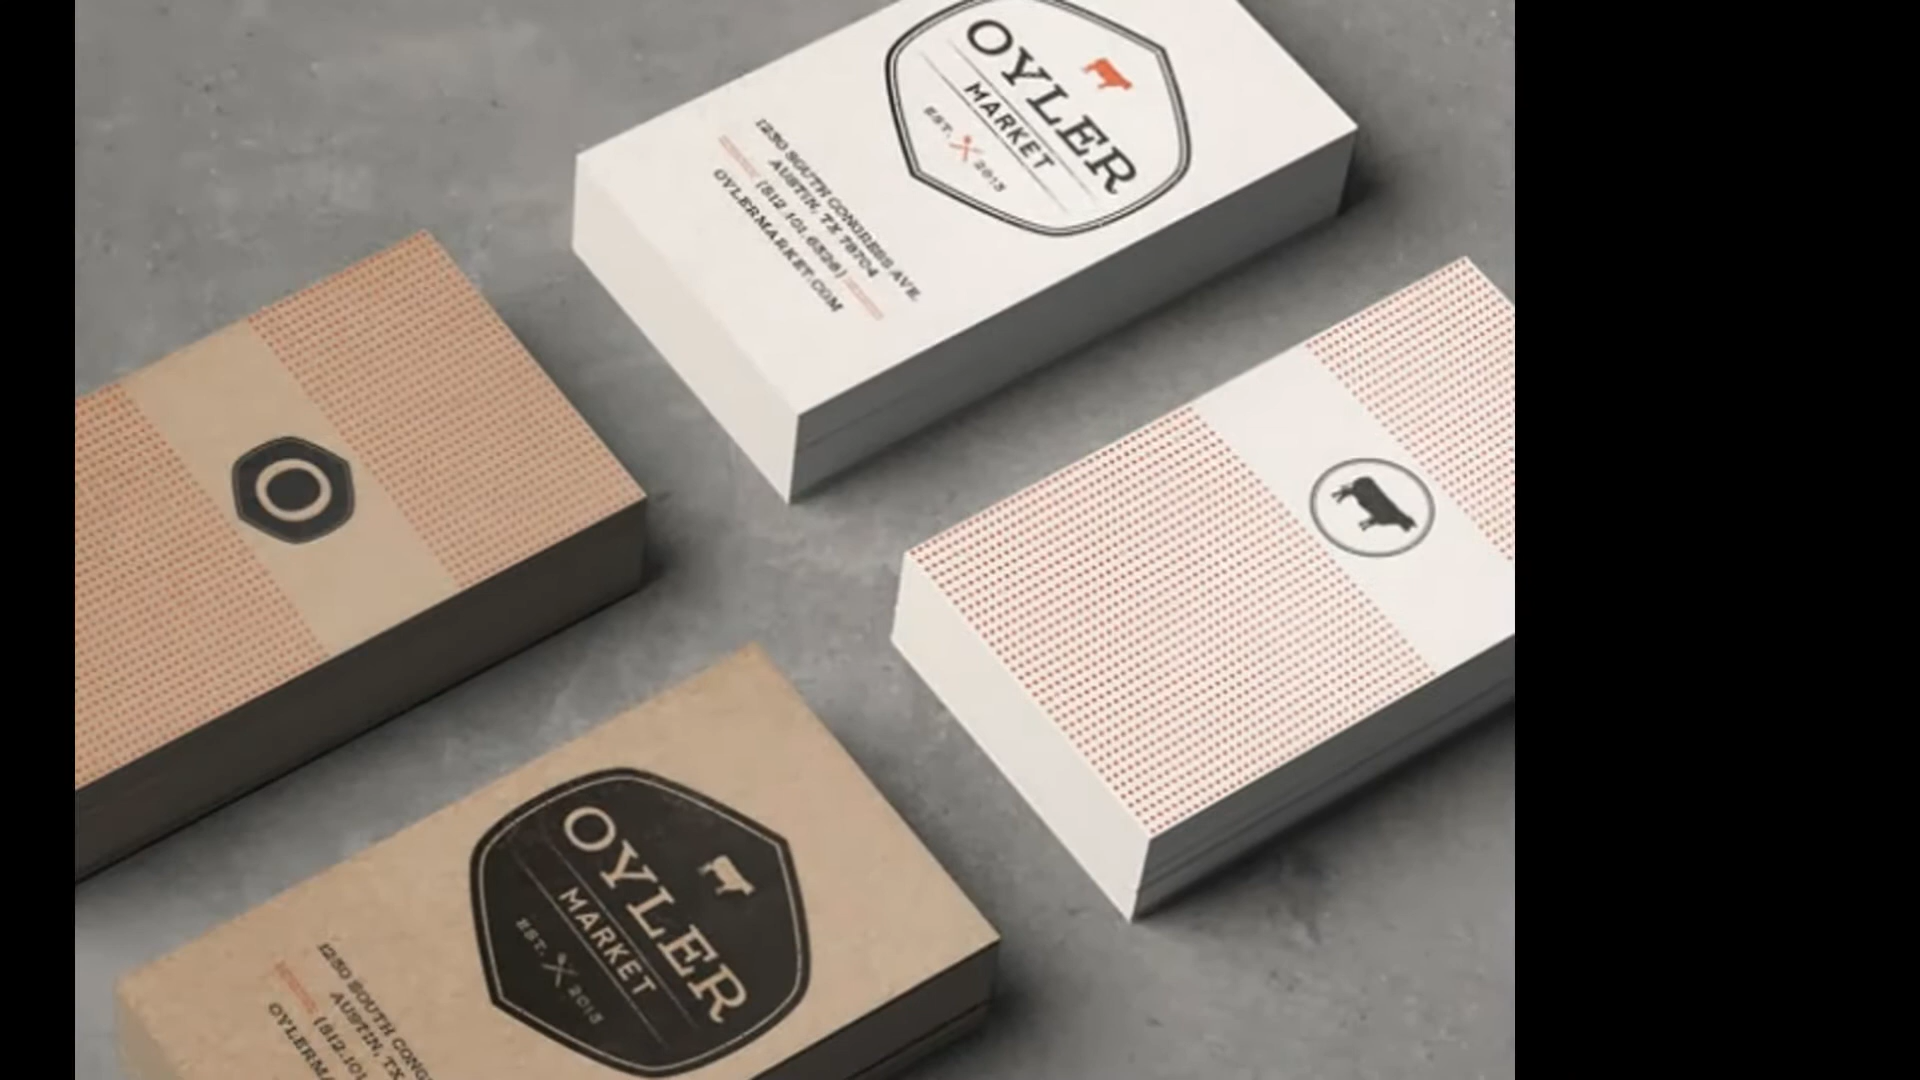 OYLER
MARKET
EST. 2013
1230 SOUTH CONGRESS AVE.
AUSTIN, TX 78704
(512.101.6326)
OYLERMARKET.COM
O
OYLER
MARKET
EST. 2013
1230 SOUTH CONG
AUSTIN, TX
(512.101.
OYLERMA